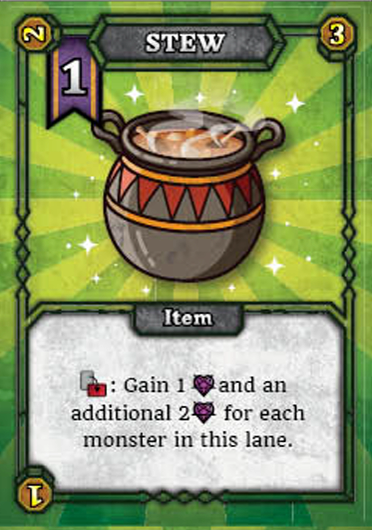 2
STEW
3
1
Item
: Gain 1 and an
additional 2 for each
monster in this lane.
1